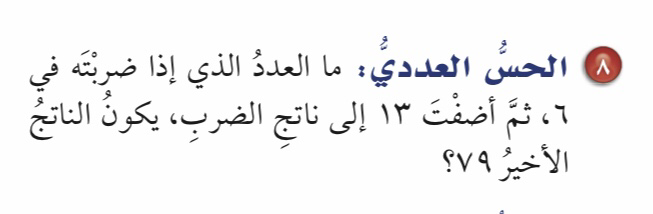 ٨ الحسُّ العدديُّ: ما العددُ الذي إذا ضربْتَه في
٦، ثمَّ أضفْتَ ١٣ إلى ناتجِ الضربِ، يكونُ الناتجُ
الأخيرُ ٧٩؟